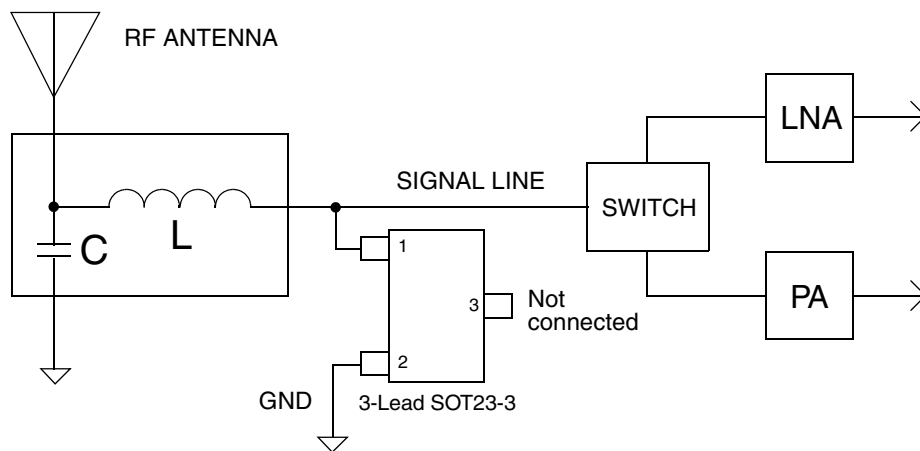 RF ANTENNA
LNA
SIGNAL LINE
SWITCH
C
L
1
3
Not
connected
PA
2
GND
3-Lead SOT23-3